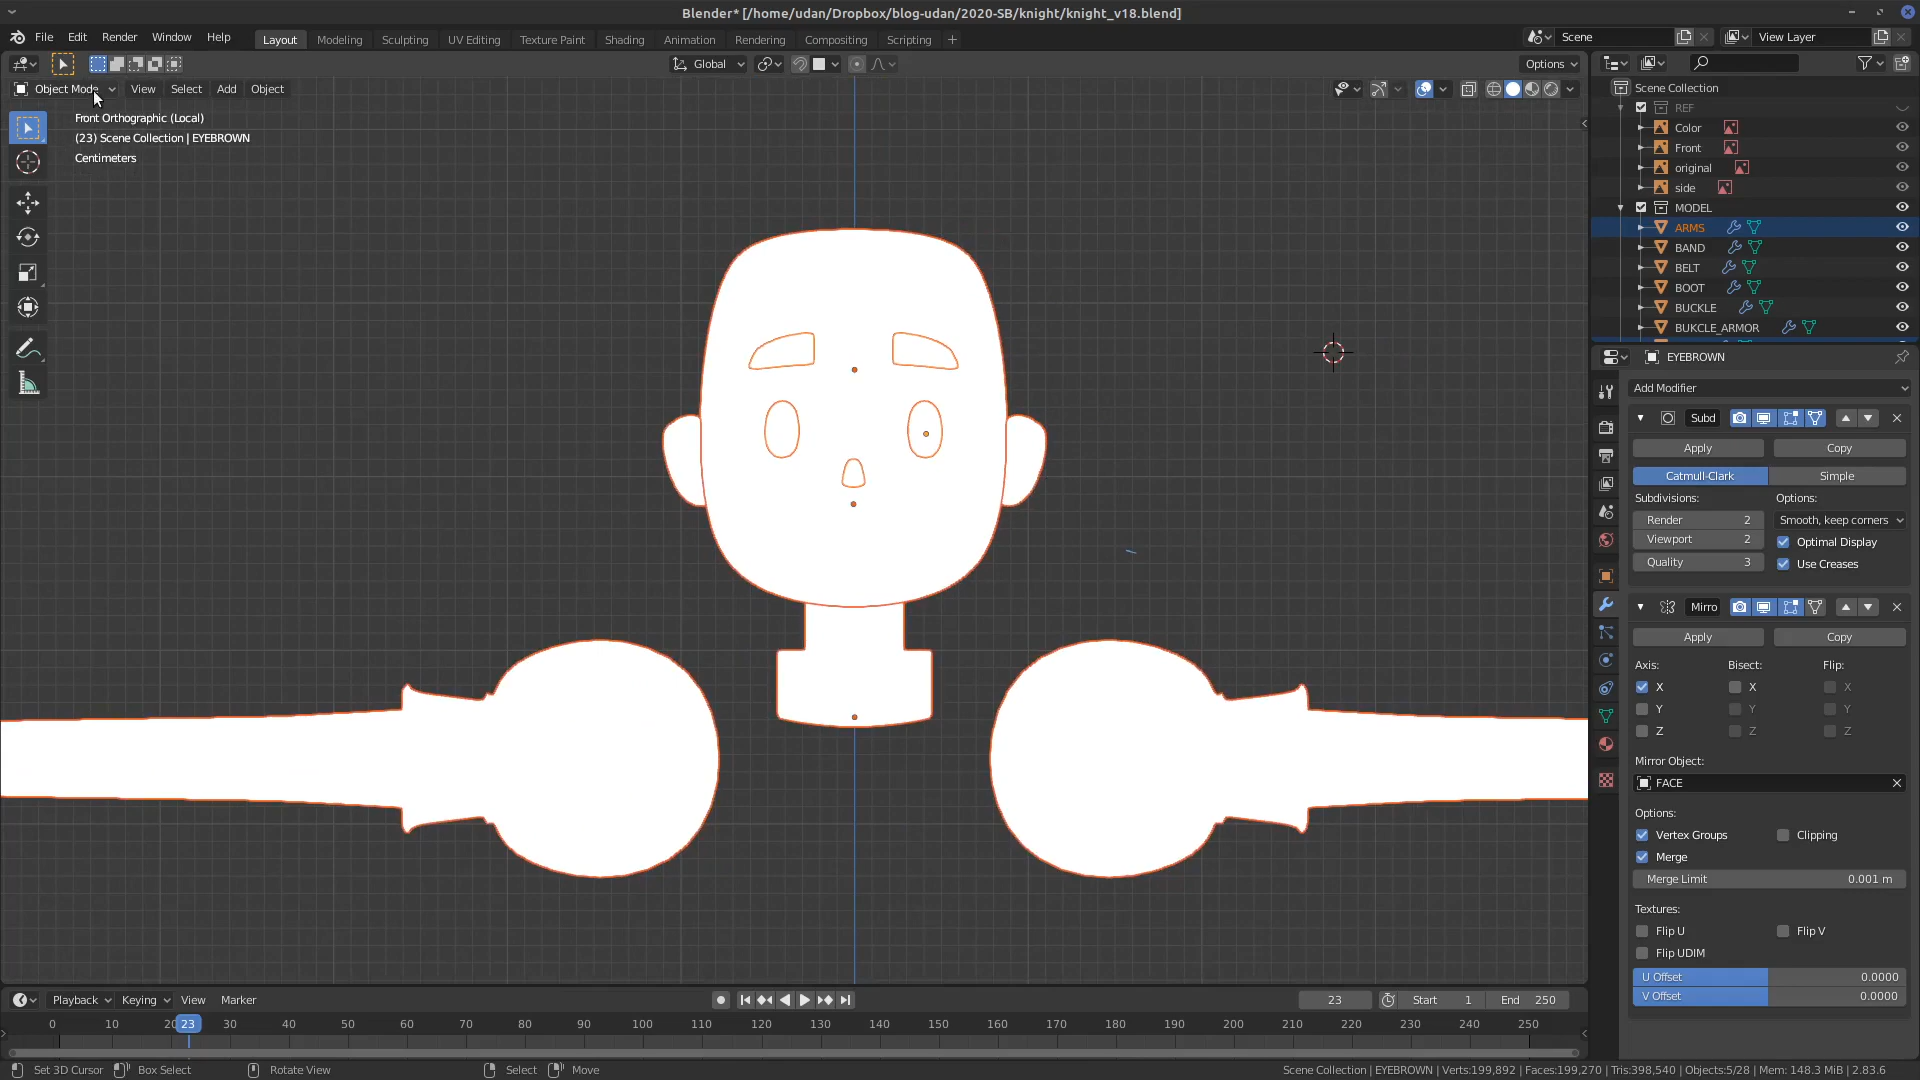 Blender* [/home/udan/Dropbox/blog-udan/2020-SB/knight/knight_v18.blend]
File Edit Render Window Help
Layout Modeling Sculpting UV Editing Texture Paint Shading Animation Rendering Compositing Scripting +
Scene
View Layer
Global
Options
Object Mode View Select Add Object
Front Orthographic (Local)
(23) Scene Collection | EYEBROWN
Centimeters
Scene Collection
REF
Color
Front
original
side
MODEL
ARMS
BAND
BELT
BOOT
BUCKLE
BUKCLE_ARMOR
EYEBROWN
Add Modifier
Subd
Apply Copy
Catmull-Clark Simple
Subdivisions: Options:
Render 2 Smooth, keep corners
Viewport 2 Optimal Display
Quality 3 Use Creases
Mirro
Apply Copy
Axis: Bisect: Flip:
X X X
Y Y Y
Z Z Z
Mirror Object:
FACE
Options:
Vertex Groups Clipping
Merge
Merge Limit 0.001 m
Textures:
Flip U Flip V
Flip UDIM
U Offset 0.0000
V Offset 0.0000
Playback Keying View Marker
23 Start 1 End 250
0 10 20 23 30 40 50 60 70 80 90 100 110 120 130 140 150 160 170 180 190 200 210 220 230 240 250
Set 3D Cursor Box Select Rotate View Select Move
Scene Collection | EYEBROWN | Verts:199,892 | Faces:199,270 | Tris:398,540 | Objects:5/28 | Mem: 148.3 MiB | 2.83.6